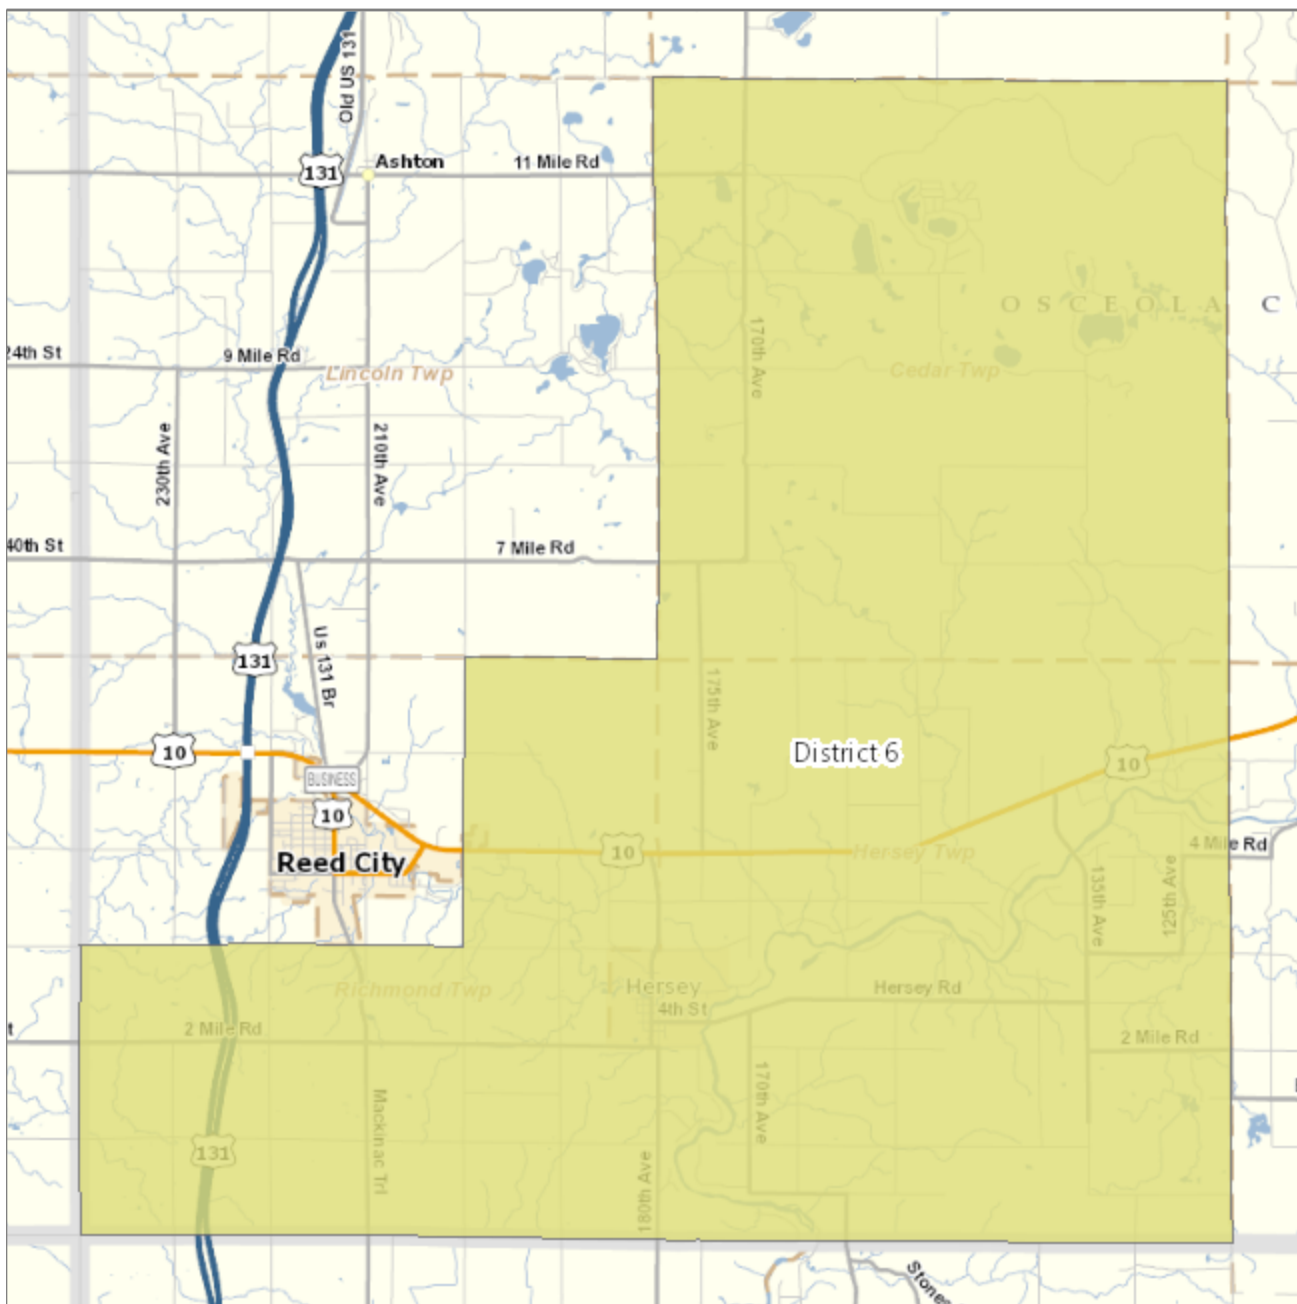 Old US 131
131
Ashton
11 Mile Rd
OSCEOLA C
170th Ave
24th St
9 Mile Rd
Lincoln Twp
Cedar Twp
230th Ave
210th Ave
40th St
7 Mile Rd
Us 131 Br
131
175th Ave
10
District 6
10
BUSINESS
10
10
Hersey Twp
4 Mile Rd
Reed City
135th Ave
125th Ave
Richmond Twp
Hersey
Hersey Rd
4th St
t
2 Mile Rd
2 Mile Rd
170th Ave
Mackinac Trl
131
180th Ave
Stones